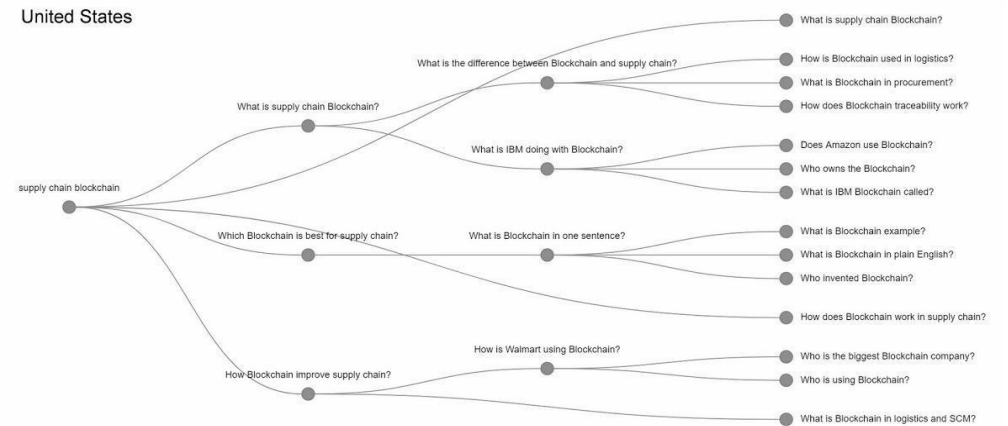 United States
What is supply chain Blockchain?
What is the difference between Blockchain and supply chain?
How is Blockchain used in logistics?
What is Blockchain in procurement?
What is supply chain Blockchain?
How does Blockchain traceability work?
What is IBM doing with Blockchain?
Does Amazon use Blockchain?
Who owns the Blockchain?
supply chain blockchain
What is IBM Blockchain called?
Which Blockchain is best for supply chain?
What is Blockchain in one sentence?
What is Blockchain example?
What is Blockchain in plain English?
Who invented Blockchain?
How does Blockchain work in supply chain?
How is Walmart using Blockchain?
Who is the biggest Blockchain company?
How Blockchain improve supply chain?
Who is using Blockchain?
What is Blockchain in logistics and SCM?